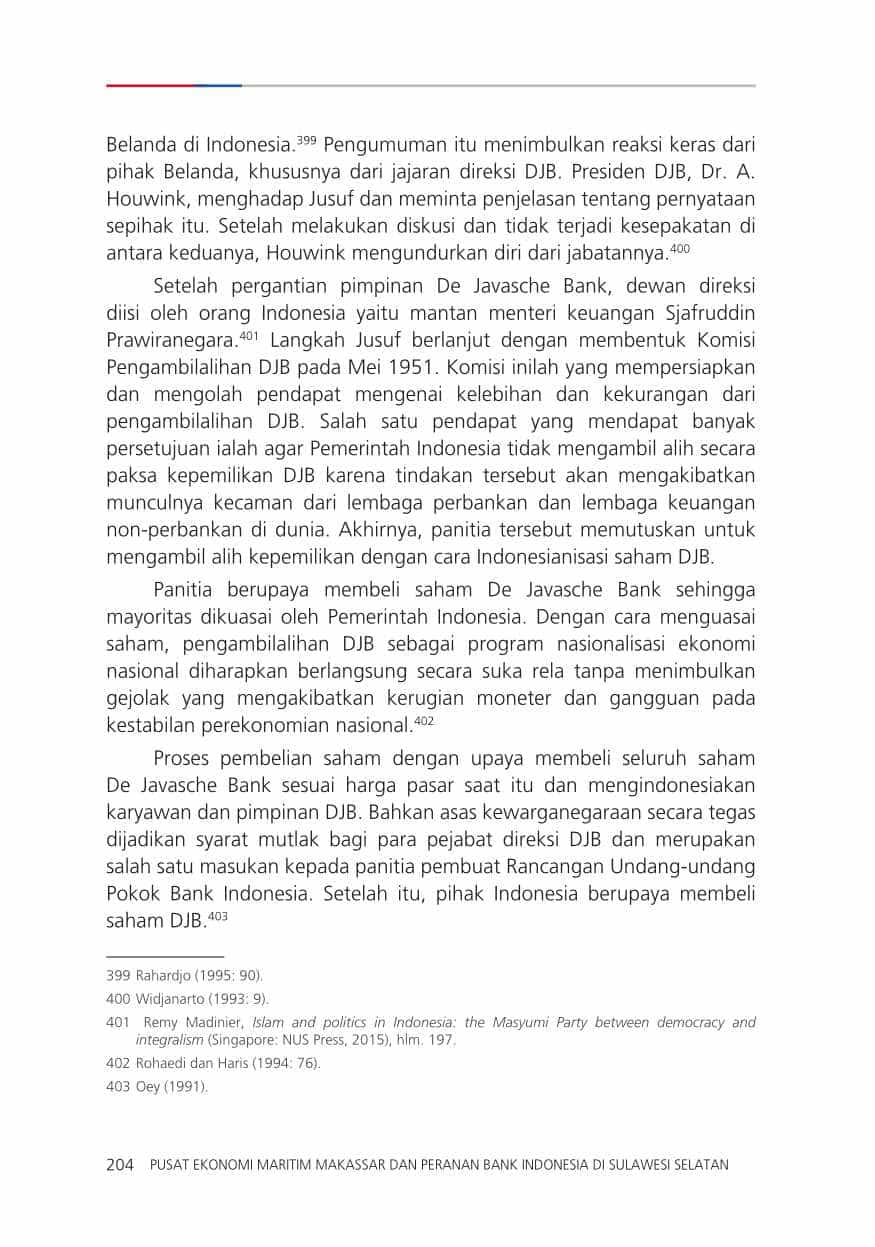 Belanda di Indonesia.399 Pengumuman itu menimbulkan reaksi keras dari
pihak Belanda, khususnya dari jajaran direksi DJB. Presiden DJB, Dr. A.
Houwink, menghadap Jusuf dan meminta penjelasan tentang pernyataan
sepihak itu. Setelah melakukan diskusi dan tidak terjadi kesepakatan di
antara keduanya, Houwink mengundurkan diri dari jabatannya.400
Setelah pergantian pimpinan De Javasche Bank, dewan direksi
diisi oleh orang Indonesia yaitu mantan menteri keuangan Sjafruddin
Prawiranegara.401 Langkah Jusuf berlanjut dengan membentuk Komisi
Pengambilalihan DJB pada Mei 1951. Komisi inilah yang mempersiapkan
dan mengolah pendapat mengenai kelebihan dan kekurangan dari
pengambilalihan DJB. Salah satu pendapat yang mendapat banyak
persetujuan ialah agar Pemerintah Indonesia tidak mengambil alih secara
paksa kepemilikan DJB karena tindakan tersebut akan mengakibatkan
munculnya kecaman dari lembaga perbankan dan lembaga keuangan
non-perbankan di dunia. Akhirnya, panitia tersebut memutuskan untuk
mengambil alih kepemilikan dengan cara Indonesianisasi saham DJB.
Panitia berupaya membeli saham De Javasche Bank sehingga
mayoritas dikuasai oleh Pemerintah Indonesia. Dengan cara menguasai
saham, pengambilalihan DJB sebagai program nasionalisasi ekonomi
nasional diharapkan berlangsung secara suka rela tanpa menimbulkan
gejolak yang mengakibatkan kerugian moneter dan gangguan pada
kestabilan perekonomian nasional.402
Proses pembelian saham dengan upaya membeli seluruh saham
De Javasche Bank sesuai harga pasar saat itu dan mengindonesiakan
karyawan dan pimpinan DJB. Bahkan asas kewarganegaraan secara tegas
dijadikan syarat mutlak bagi para pejabat direksi DJB dan merupakan
salah satu masukan kepada panitia pembuat Rancangan Undang-undang
Pokok Bank Indonesia. Setelah itu, pihak Indonesia berupaya membeli
saham DJB.403
399 Rahardjo (1995: 90).
400 Widjanarto (1993: 9).
401 Remy Madinier, Islam and politics in Indonesia: the Masyumi Party between democracy and
integralism (Singapore: NUS Press, 2015), hlm. 197.
402 Rohaedi dan Haris (1994: 76).
403 Oey (1991).
204 PUSAT EKONOMI MARITIM MAKASSAR DAN PERANAN BANK INDONESIA DI SULAWESI SELATAN